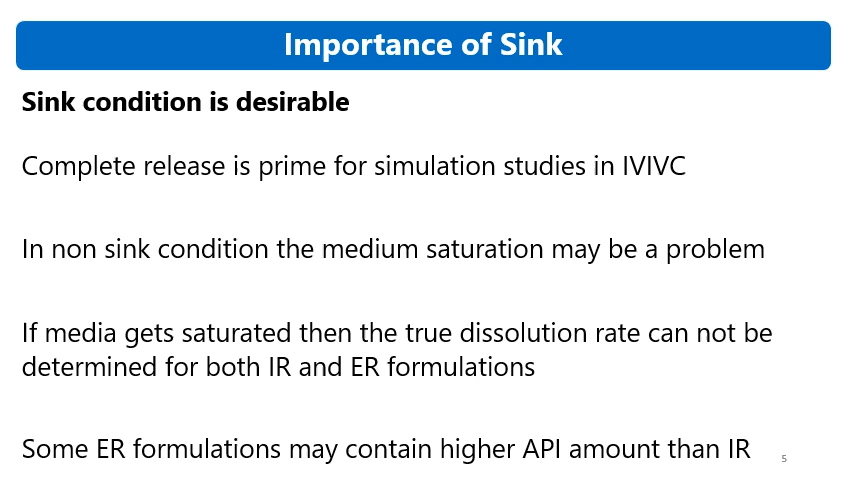 Importance of Sink
Sink condition is desirable
Complete release is prime for simulation studies in IVIVC
In non sink condition the medium saturation may be a problem
If media gets saturated then the true dissolution rate can not be
determined for both IR and ER formulations
Some ER formulations may contain higher API amount than IR
5